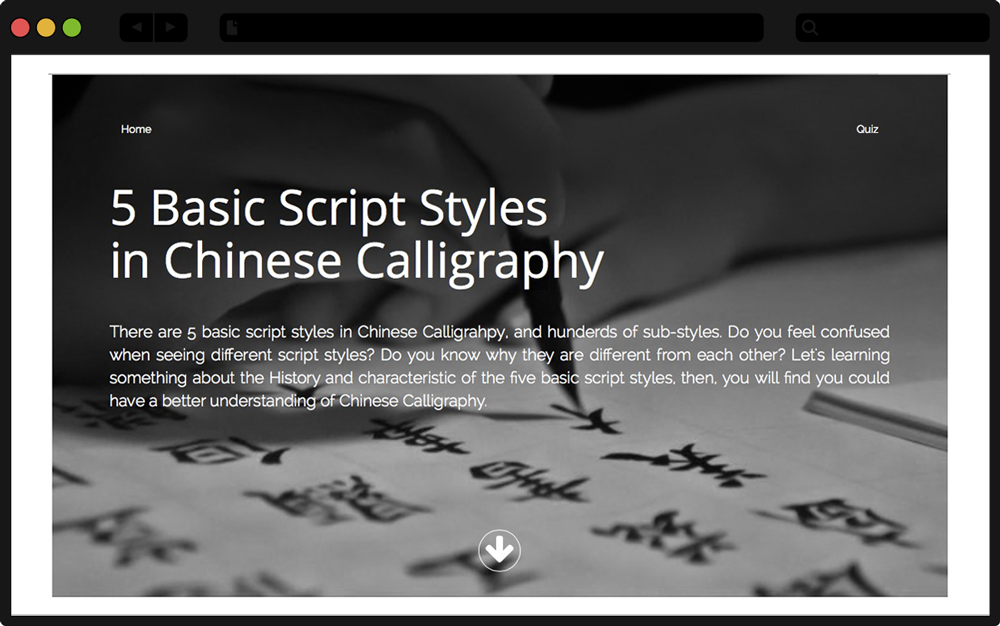 Home
Quiz
5 Basic Script Styles
in Chinese Calligraphy
There are 5 basic script styles in Chinese Calligrahpy, and hunderds of sub-styles. Do you feel confused
when seeing different script styles? Do you know why they are different from each other? Let's learning
something about the History and characteristic of the five basic script styles, then, you will find you could
have a better understanding of Chinese Calligraphy.